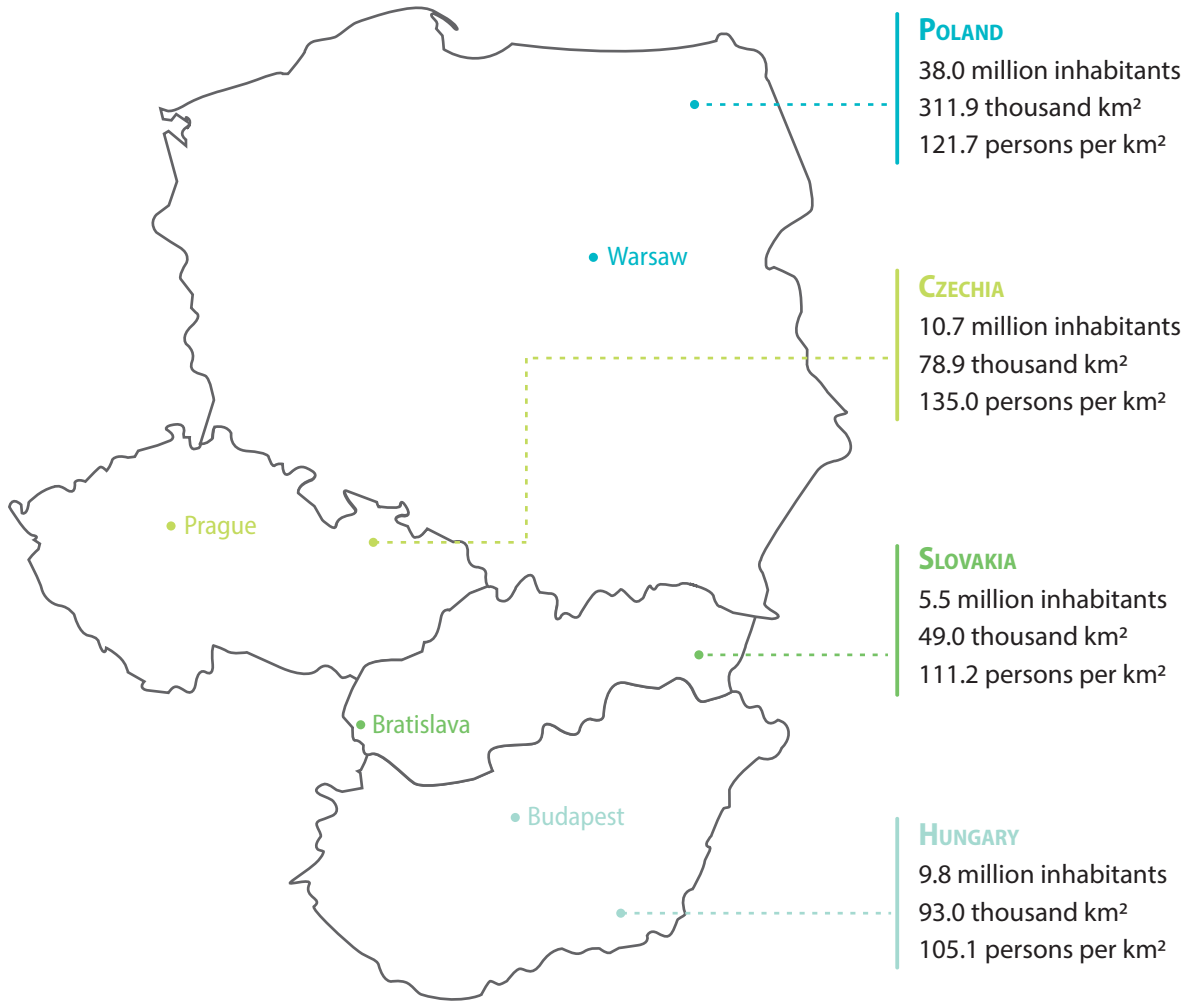 POLAND
38.0 million inhabitants
311.9 thousand km²
121.7 persons per km²
Warsaw
CZECHIA
10.7 million inhabitants
78.9 thousand km²
135.0 persons per km²
Prague
SLOVAKIA
5.5 million inhabitants
49.0 thousand km²
111.2 persons per km²
Bratislava
Budapest
HUNGARY
9.8 million inhabitants
93.0 thousand km²
105.1 persons per km²